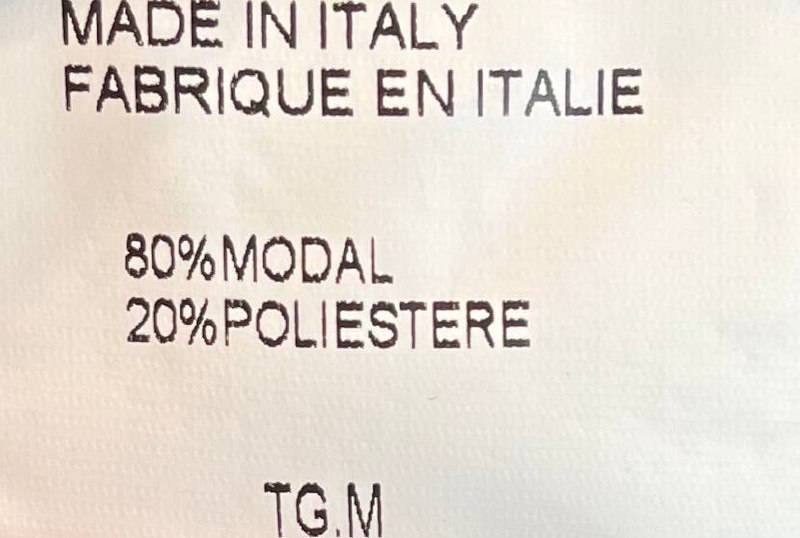 MADE IN ITALY
FABRIQUE EN ITALIE
80%MODAL
20%POLIESTERE
TG.M